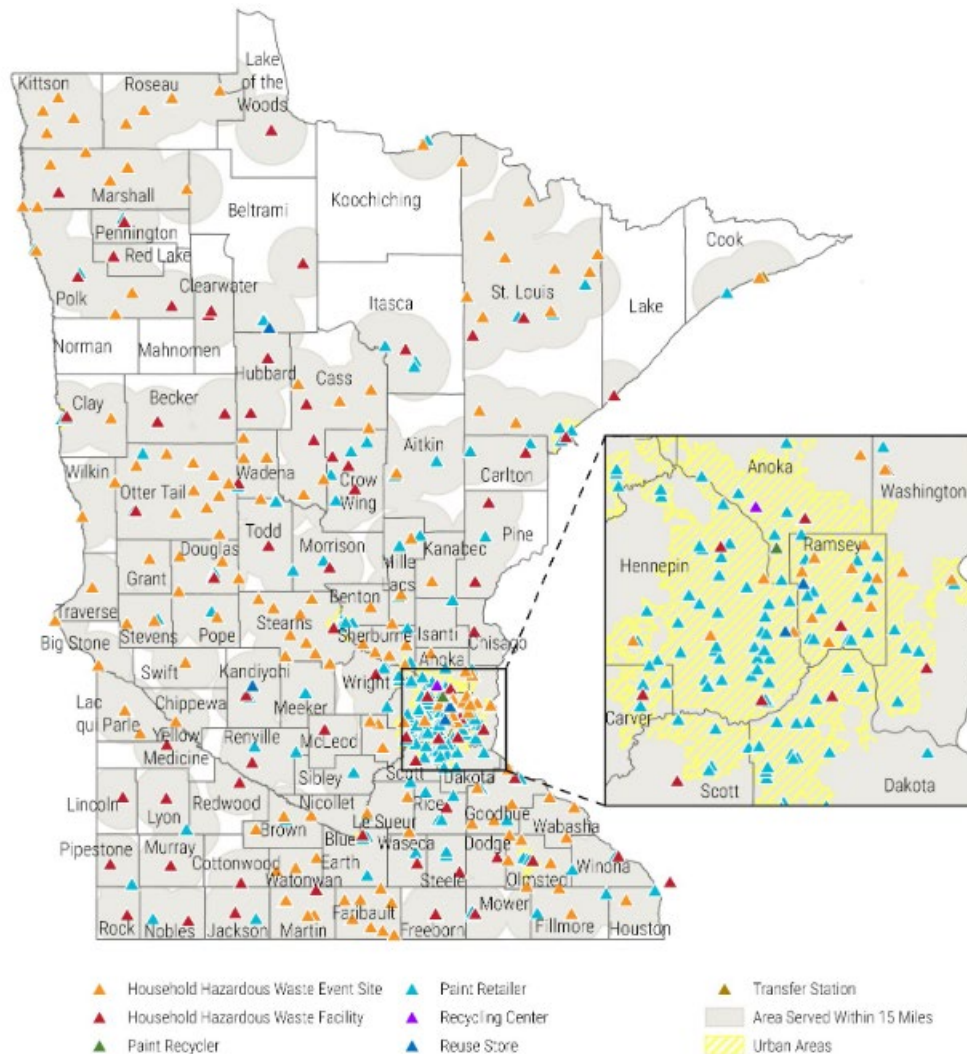 Kittson
Roseau
Lake
of the
Woods
Marshall
Beltrami
Koochiching
Pennington
Red Lake
Cook
Polk
Clearwater
Itasca
St. Louis
Lake
Norman
Mahnomen
Hubbard
Cass
Clay
Becker
Aitkin
Wilkin
Wadena
Crow
Wing
Carlton
Otter Tail
Todd
Pine
Douglas
Morrison
Mille
Lacs
Kanabec
Grant
Benton
Traverse
Stevens
Pope
Stearns
Sherburne
Isanti
Chisago
Big Stone
Anoka
Swift
Kandiyohi
Wright
Lac
qui Parle
Chippewa
Meeker
Yellow
Medicine
Renville
McLeod
Sibley
Scott
Dakota
Lincoln
Lyon
Redwood
Nicollet
Le Sueur
Rice
Goodhue
Wabasha
Brown
Pipestone
Murray
Cottonwood
Watonwan
Blue
Earth
Waseca
Steele
Dodge
Olmsted
Winona
Rock
Nobles
Jackson
Martin
Faribault
Freeborn
Mower
Fillmore
Houston
Anoka
Washington
Hennepin
Ramsey
Carver
Scott
Dakota
Household Hazardous Waste Event Site
Paint Retailer
Transfer Station
Household Hazardous Waste Facility
Recycling Center
Area Served Within 15 Miles
Paint Recycler
Reuse Store
Urban Areas